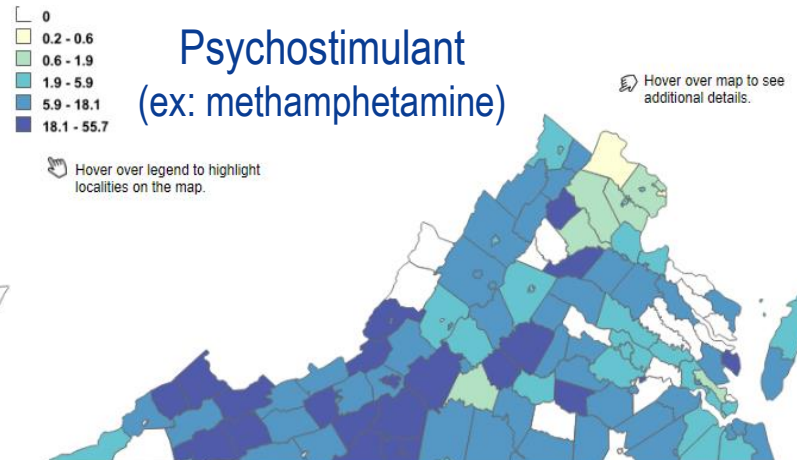 0
0.2 - 0.6
0.6 - 1.9
1.9 - 5.9
5.9 - 18.1
18.1 - 55.7
Psychostimulant
(ex: methamphetamine)
Hover over map to see
additional details.
Hover over legend to highlight
localities on the map.